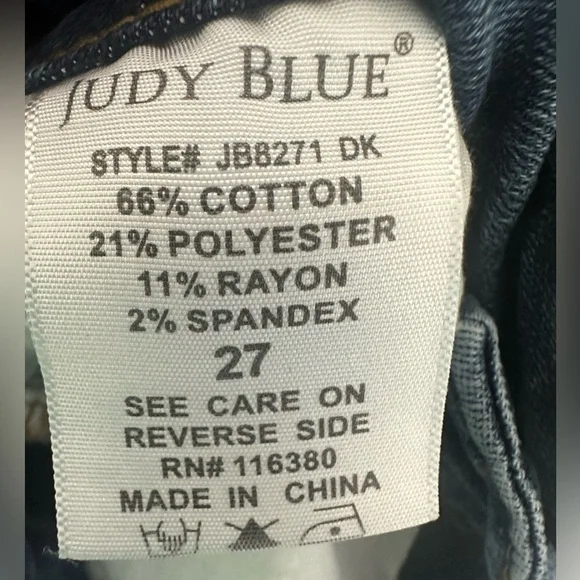 JUDY BLUE®
STYLE# JB8271 DK
66% COTTON
21% POLYESTER
11% RAYON
2% SPANDEX
27
SEE CARE ON
REVERSE SIDE
RN# 116380
MADE IN CHINA